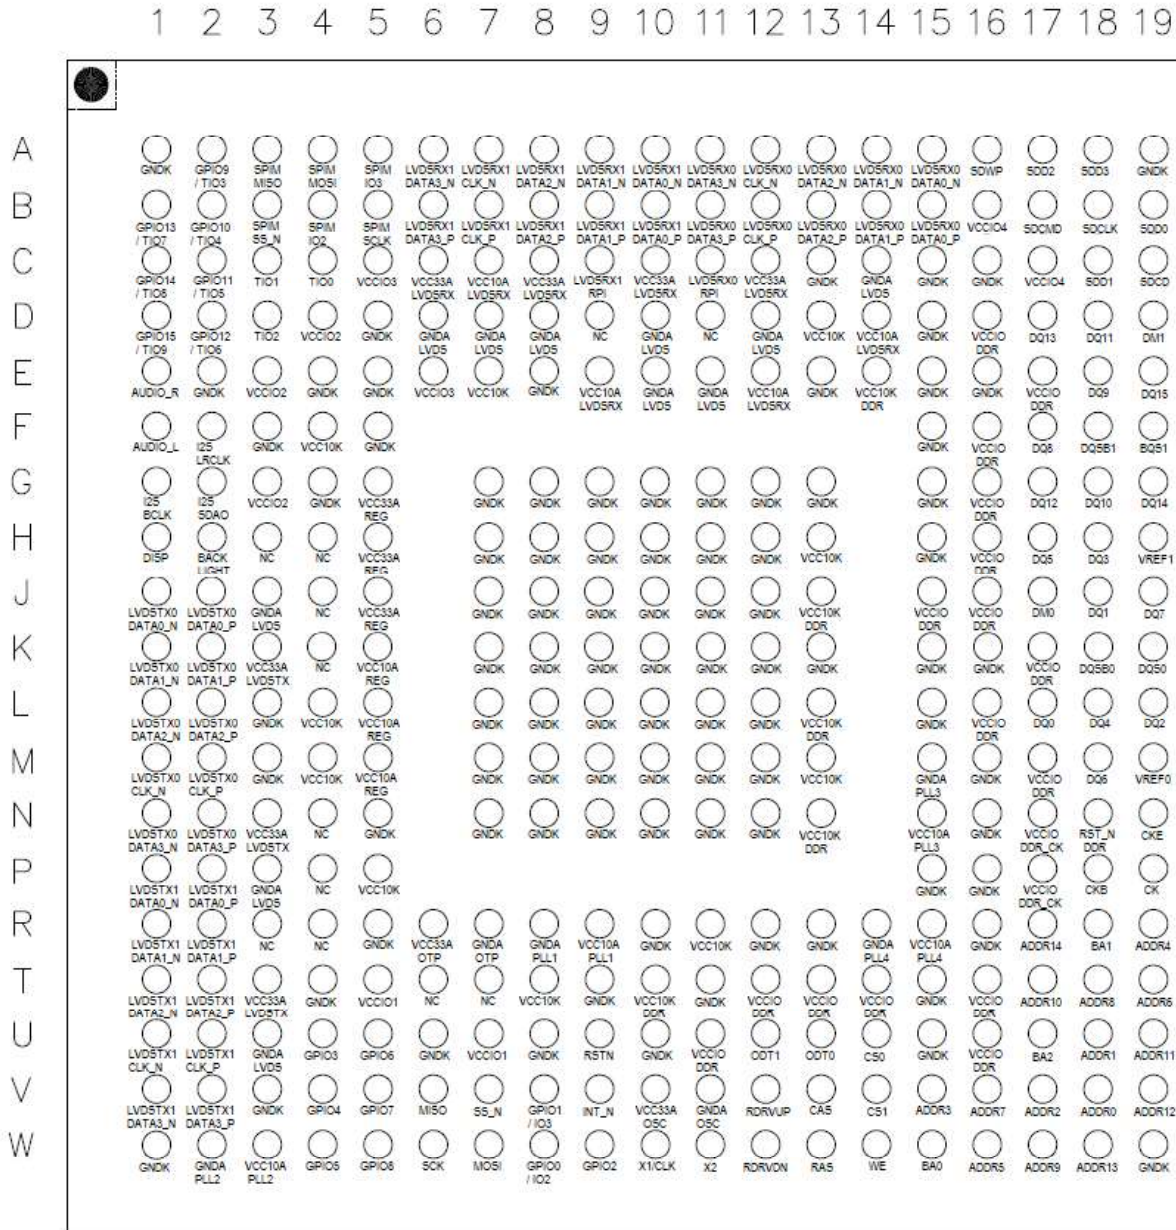 1 2 3 4 5 6 7 8 9 10 11 12 13 14 15 16 17 18 19
A
GNDK GPIO9 SPIM SPIM SPIM LVDSRX1 LVDSRX1 LVDSRX1 LVDSRX1 LVDSRX1 LVDSRX0 LVDSRX0 LVDSRX0 LVDSRX0 LVDSRX0 SDWP SDD2 SDD3 GNDK
/ TIO3 MISO MOSI IO3 DATA3_N CLK_N DATA2_N DATA1_N DATA0_N DATA3_N CLK_N DATA2_N DATA1_N DATA0_N
B
GPIO13 GPIO10 SPIM SPIM SPIM LVDSRX1 LVDSRX1 LVDSRX1 LVDSRX1 LVDSRX1 LVDSRX0 LVDSRX0 LVDSRX0 LVDSRX0 LVDSRX0 VCCIO4 SDCMD SDCLK SDD0
/ TIO7 / TIO4 SS_N IO2 SCLK DATA3_P CLK_P DATA2_P DATA1_P DATA0_P DATA3_P CLK_P DATA2_P DATA1_P DATA0_P
C
GPIO14 GPIO11 TIO1 TIO0 VCCIO3 VCC33A VCC10A VCC33A LVDSRX1 VCC33A LVDSRX0 VCC33A GNDK GNDA GNDK GNDK VCCIO4 SDD1 SDCD
/ TIO8 / TIO5 LVDSRX LVDSRX LVDSRX RPI LVDSRX RPI LVDSRX LVDS
D
GPIO15 GPIO12 TIO2 VCCIO2 GNDK GNDA GNDA GNDA NC GNDA NC GNDA VCC10K VCC10A GNDK VCCIO DQ13 DQ11 DM1
/ TIO9 / TIO6 LVDS LVDS LVDS LVDS LVDS LVDSRX DDR
E
AUDIO_R GNDK VCCIO2 GNDK GNDK VCCIO3 VCC10K GNDK VCC10A GNDA GNDA VCC10A GNDK VCC10K GNDK GNDK VCCIO DQ9 DQ15
LVDSRX LVDS LVDS LVDSRX DDR DDR
F
AUDIO_L I2S GNDK VCC10K GNDK GNDK VCCIO DQ8 DQSB1 BQS1
LRCLK DDR
G
I2S I2S VCCIO2 GNDK VCC33A GNDK GNDK GNDK GNDK GNDK GNDK GNDK GNDK VCCIO DQ12 DQ10 DQ14
BCLK SDAO REG DDR
H
DISP BACK NC NC VCC33A GNDK GNDK GNDK GNDK GNDK GNDK VCC10K GNDK VCCIO DQ5 DQ3 VREF1
LIGHT REG DDR
J
LVDSTX0 LVDSTX0 GNDA NC VCC33A GNDK GNDK GNDK GNDK GNDK GNDK VCC10K VCCIO VCCIO DM0 DQ1 DQ7
DATA0_N DATA0_P LVDS REG DDR DDR DDR
K
LVDSTX0 LVDSTX0 VCC33A NC VCC10A GNDK GNDK GNDK GNDK GNDK GNDK GNDK GNDK GNDK VCCIO DQSB0 DQS0
DATA1_N DATA1_P LVDSTX REG DDR
L
LVDSTX0 LVDSTX0 GNDK VCC10K VCC10A GNDK GNDK GNDK GNDK GNDK GNDK VCC10K GNDK VCCIO DQ0 DQ4 DQ2
DATA2_N DATA2_P REG DDR DDR
M
LVDSTX0 LVDSTX0 GNDK VCC10K VCC10A GNDK GNDK GNDK GNDK GNDK GNDK VCC10K GNDA GNDK VCCIO DQ6 VREF0
CLK_N CLK_P REG PLL3 DDR
N
LVDSTX0 LVDSTX0 VCC33A NC GNDK GNDK GNDK GNDK GNDK GNDK GNDK VCC10K VCC10A GNDK VCCIO RST_N CKE
DATA3_N DATA3_P LVDSTX DDR PLL3 DDR_CK DDR
P
LVDSTX1 LVDSTX1 GNDA NC VCC10K GNDK GNDK VCCIO CKB CK
DATA0_N DATA0_P LVDS DDR_CK
R
LVDSTX1 LVDSTX1 NC NC GNDK VCC33A GNDA GNDA VCC10A GNDK VCC10K GNDK GNDK GNDA VCC10A GNDK ADDR14 BA1 ADDR4
DATA1_N DATA1_P OTP OTP PLL1 PLL1 PLL4 PLL4
T
LVDSTX1 LVDSTX1 VCC33A GNDK VCCIO1 NC NC VCC10K GNDK VCC10K GNDK VCCIO VCCIO VCCIO GNDK VCCIO ADDR10 ADDR8 ADDR6
DATA2_N DATA2_P LVDSTX DDR DDR DDR DDR DDR
U
LVDSTX1 LVDSTX1 GNDA GPIO3 GPIO6 GNDK VCCIO1 GNDK RSTN GNDK VCCIO ODT1 ODT0 CS0 GNDK VCCIO BA2 ADDR1 ADDR11
CLK_N CLK_P LVDS DDR DDR
V
LVDSTX1 LVDSTX1 GNDK GPIO4 GPIO7 MISO SS_N GPIO1 INT_N VCC33A GNDA RDRVUP CAS CS1 ADDR3 ADDR7 ADDR2 ADDR0 ADDR12
DATA3_N DATA3_P / IO3 OSC OSC
W
GNDK GNDA VCC10A GPIO5 GPIO8 SCK MOSI GPIO0 GPIO2 X1/CLK X2 RDRVDN RAS WE BA0 ADDR5 ADDR9 ADDR13 GNDK
PLL2 PLL2 / IO2